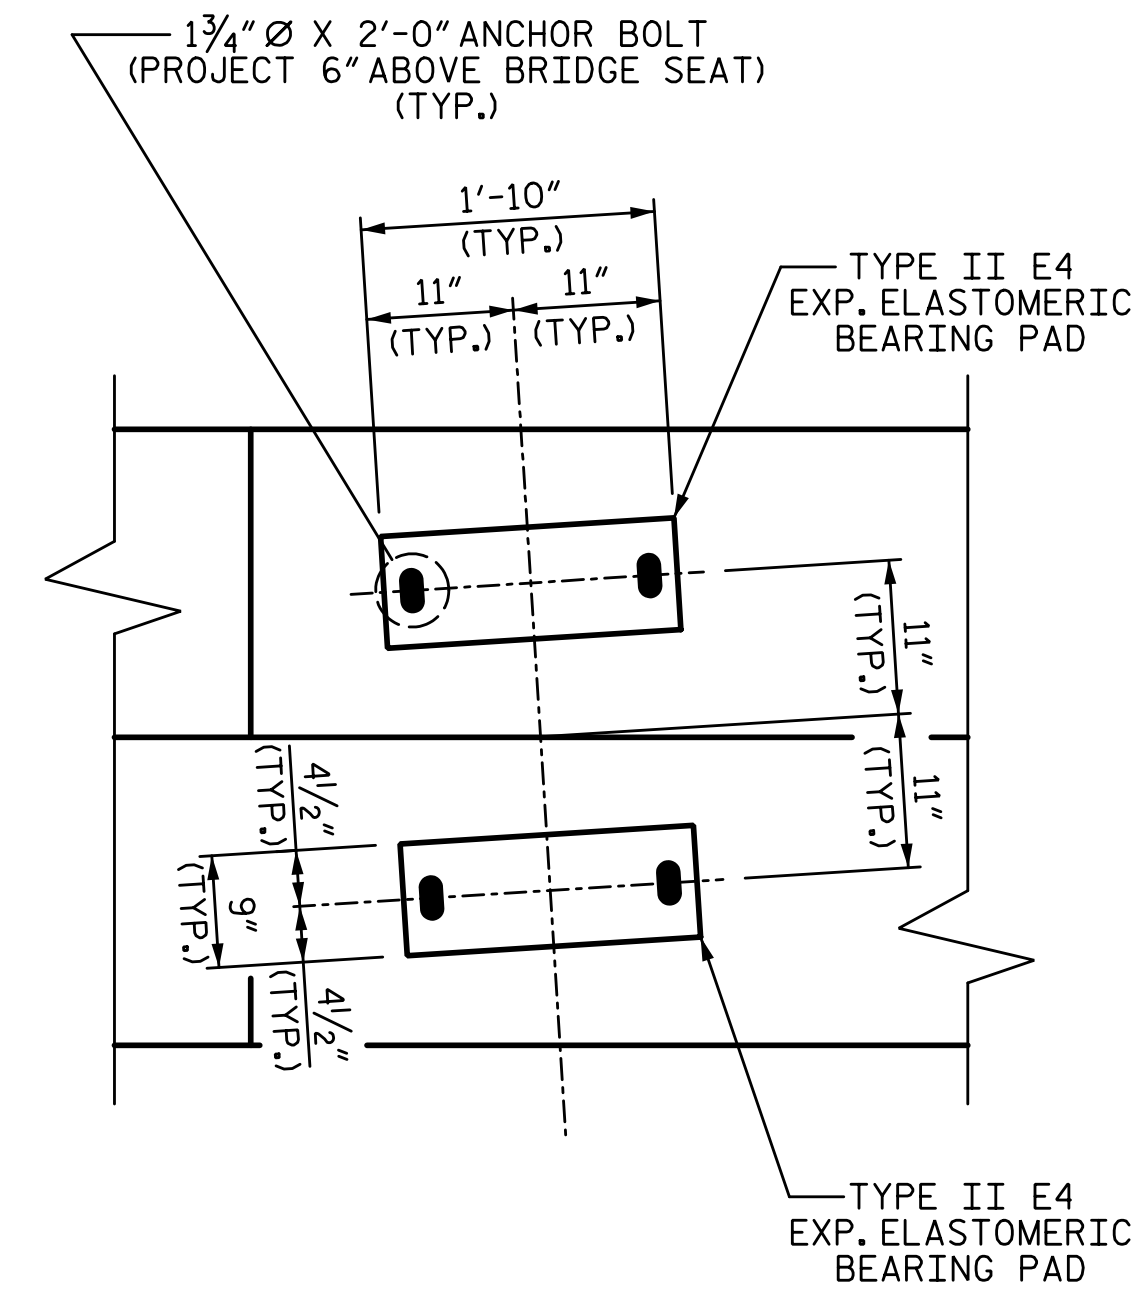 1¾"Ø X 2'-0" ANCHOR BOLT
(PROJECT 6" ABOVE BRIDGE SEAT)
(TYP.)
1'-10"
(TYP.)
11"
(TYP.)
11"
(TYP.)
TYPE II E4
EXP. ELASTOMERIC
BEARING PAD
11"
(TYP.)
11"
(TYP.)
4½"
(TYP.)
9"
(TYP.)
4½"
(TYP.)
TYPE II E4
EXP. ELASTOMERIC
BEARING PAD